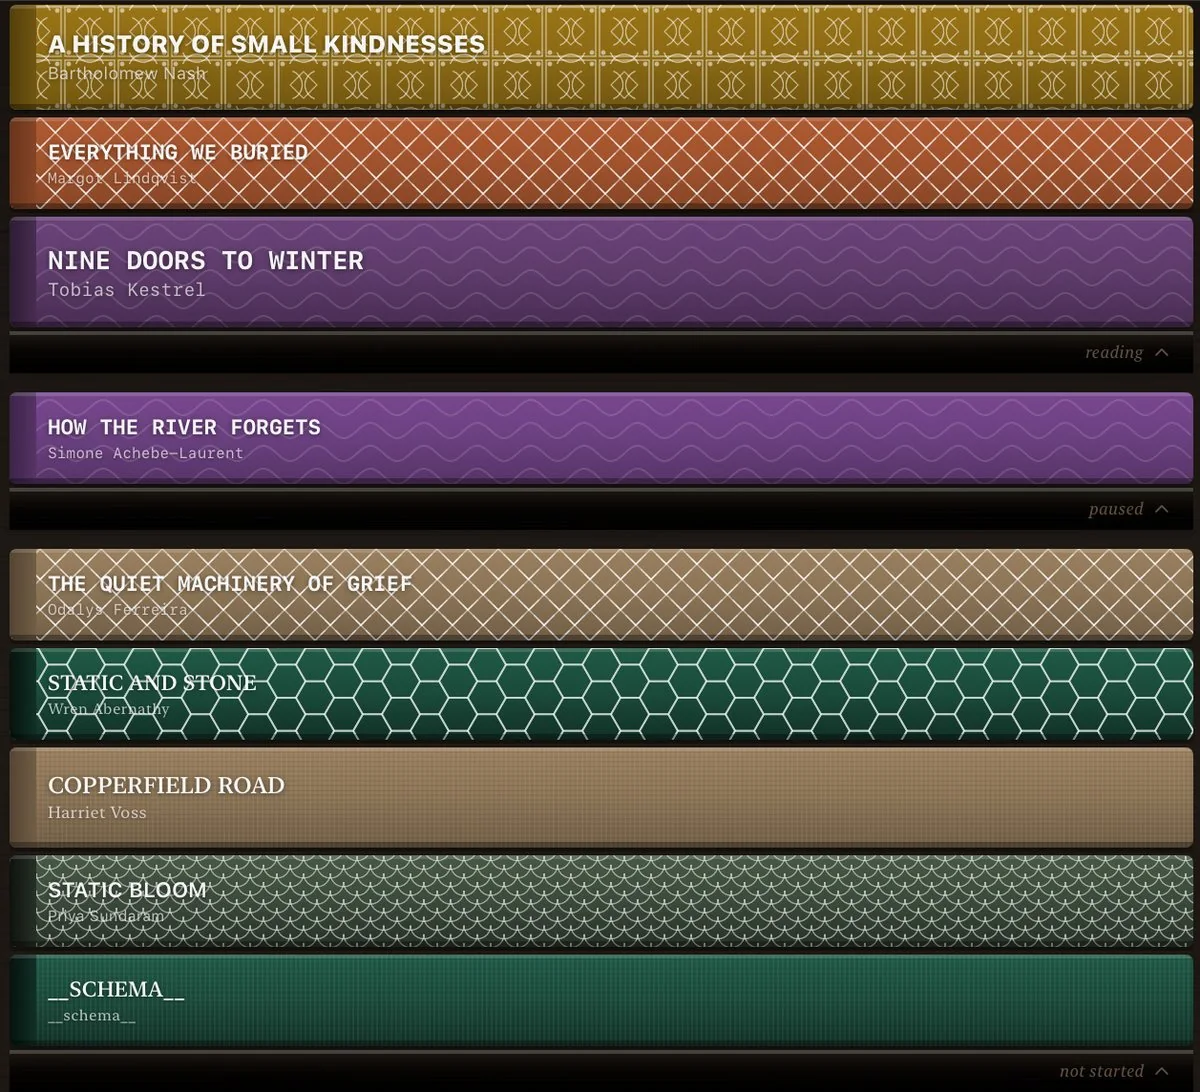 A HISTORY OF SMALL KINDNESSES
Bartholomew Nash
EVERYTHING WE BURIED
Margot Lindqvist
NINE DOORS TO WINTER
Tobias Kestrel
reading
HOW THE RIVER FORGETS
Simone Achebe-Laurent
paused
THE QUIET MACHINERY OF GRIEF
Odalys Ferreira
STATIC AND STONE
Wren Abernathy
COPPERFIELD ROAD
Harriet Voss
STATIC BLOOM
Priya Sundaram
__SCHEMA__
__schema__
not started